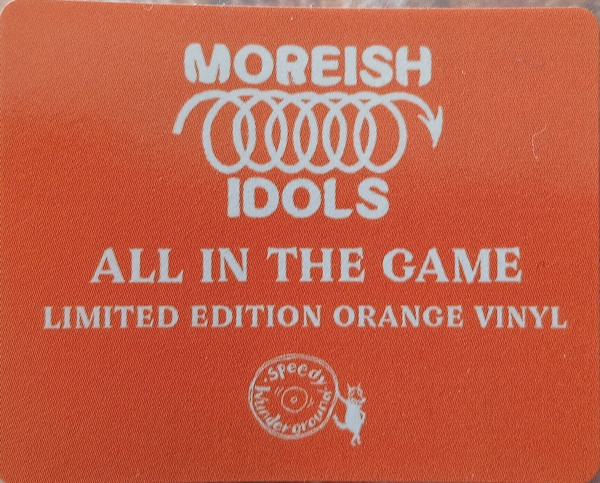 MOREISH
IDOLS
ALL IN THE GAME
LIMITED EDITION ORANGE VINYL
Speedy
Wunderground